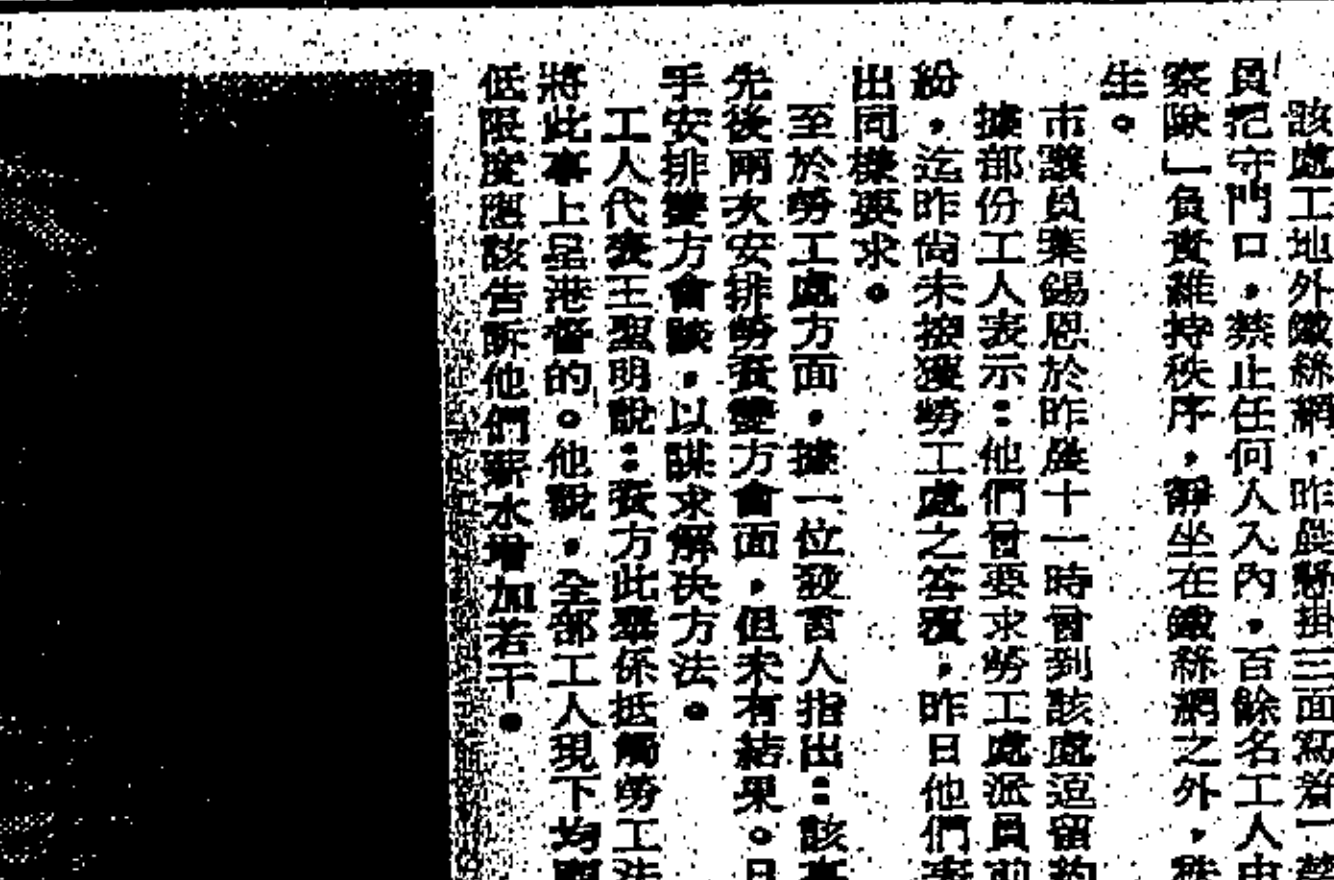 該處工地外鐵絲網，昨晨懸掛三面寫着「勞
員把守門口，禁止任何人入內，百餘名工人由
察隊」負責維持秩序，靜坐在鐵絲網之外，秩
生。
市議員葉錫恩於昨晨十一時曾到該處逗留約
據部份工人表示：他們曾要求勞工處派員前
紛，迄昨尚未接獲勞工處之答覆，昨日他們表
出同樣要求。
至於勞工處方面，據一位發言人指出：該事
先後兩次安排勞資雙方會面，但未有結果。日
手安排雙方會談，以謀求解決方法。
工人代表王聖明說：資方此舉係抵觸勞工法
將此事上呈港督的。他說，全部工人現下均
低限度應該告訴他們薪水增加若干。